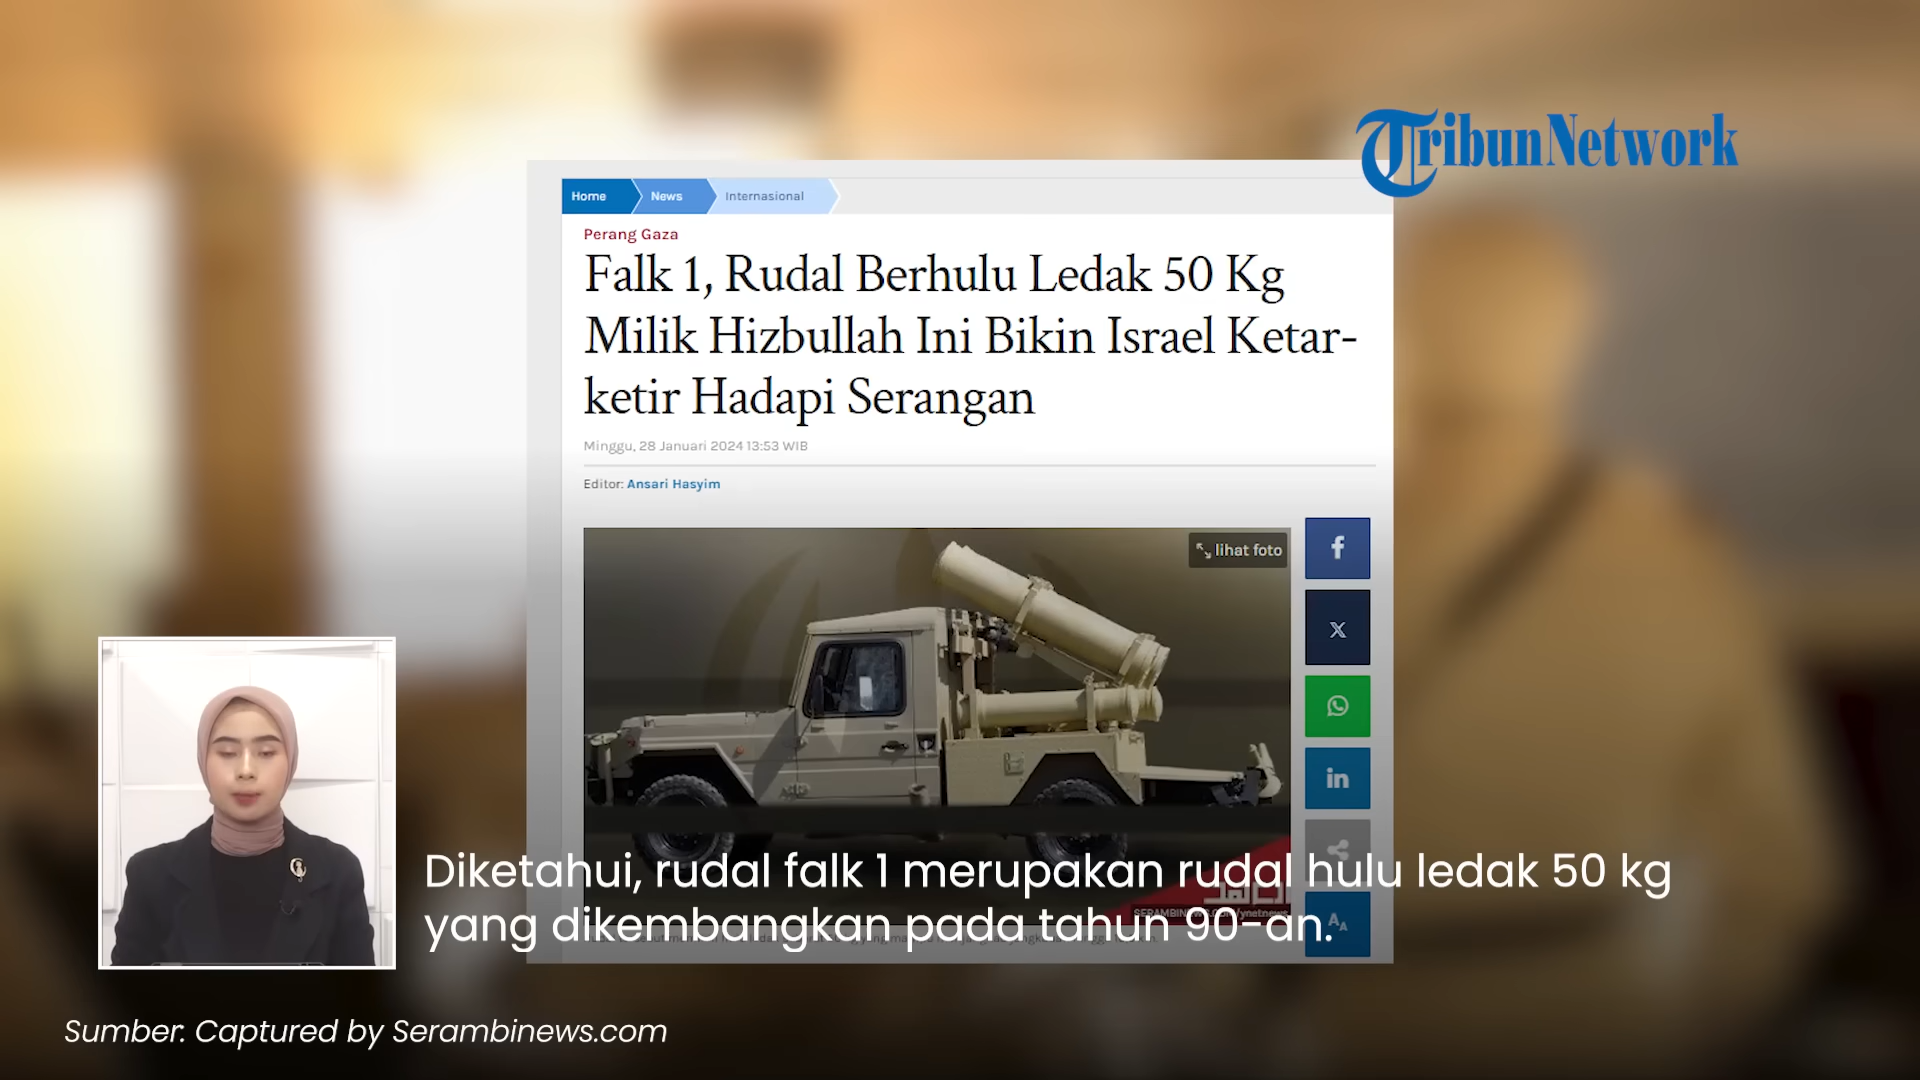 TribunNetwork
Home
News
Internasional
Perang Gaza
Falk 1, Rudal Berhulu Ledak 50 Kg
Milik Hizbullah Ini Bikin Israel Ketar-
ketir Hadapi Serangan
Minggu, 28 Januari 2024 13:53 WIB
Editor: Ansari Hasyim
lihat foto
Diketahui, rudal falk 1 merupakan rudal hulu ledak 50 kg
yang dikembangkan pada tahun 90-an.
Sumber: Captured by Serambinews.com